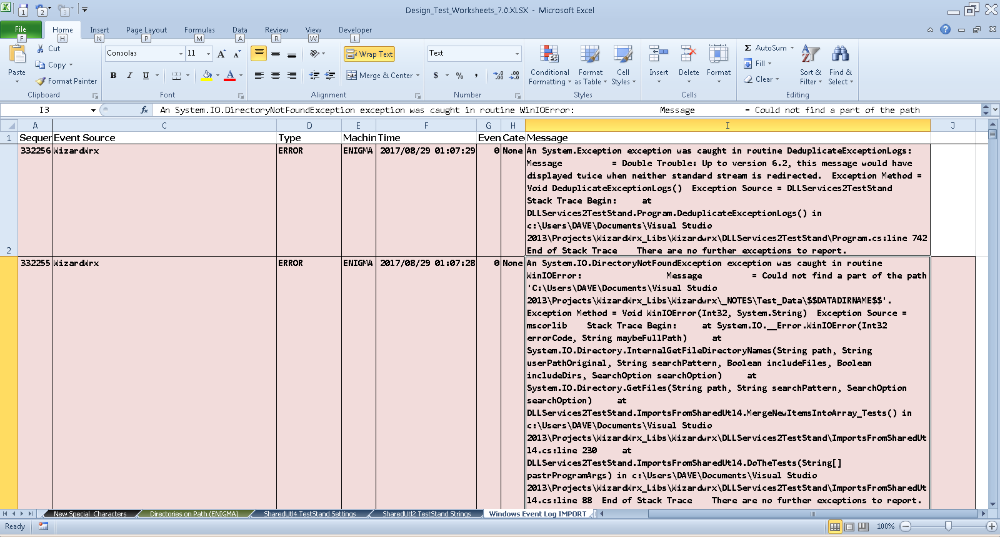 Design_Test_Worksheets_7.0.XLSX - Microsoft Excel
1 2 3
File Home Insert Page Layout Formulas Data Review View Developer
F H N P M A R W L
Paste Cut Copy Format Painter
Consolas 11
B I U
Wrap Text
Merge & Center
Text
$ % ,
Conditional Formatting Format as Table Cell Styles
Insert Delete Format
Σ AutoSum Fill Clear
Sort & Filter Find & Select
Clipboard Font Alignment Number Styles Cells Editing
I3 fx An System.IO.DirectoryNotFoundException exception was caught in routine WinIOError: Message = Could not find a part of the path
A C D E F G H I J
1 Sequer Event Source Type Machin Time Even Cate Message
332256 WizardWrx ERROR ENIGMA 2017/08/29 01:07:29 0 None An System.Exception exception was caught in routine DeduplicateExceptionLogs:
Message = Double Trouble: Up to version 6.2, this message would have
displayed twice when neither standard stream is redirected. Exception Method =
Void DeduplicateExceptionLogs() Exception Source = DLLServices2TestStand
Stack Trace Begin: at
DLLServices2TestStand.Program.DeduplicateExceptionLogs() in
c:\Users\DAVE\Documents\Visual Studio
2013\Projects\WizardWrx_Libs\Wizardwrx\DLLServices2TestStand\Program.cs:line 742
2 End of Stack Trace There are no further exceptions to report.
332255 WizardWrx ERROR ENIGMA 2017/08/29 01:07:28 0 None An System.IO.DirectoryNotFoundException exception was caught in routine
WinIOError: Message = Could not find a part of the path
'C:\Users\DAVE\Documents\Visual Studio
2013\Projects\WizardWrx_Libs\Wizardwrx\_NOTES\Test_Data\$$DATADIRNAME$$'.
Exception Method = Void WinIOError(Int32, System.String) Exception Source =
mscorlib Stack Trace Begin: at System.IO.__Error.WinIOError(Int32
errorCode, String maybeFullPath) at
System.IO.Directory.InternalGetFileDirectoryNames(String path, String
userPathOriginal, String searchPattern, Boolean includeFiles, Boolean
includeDirs, SearchOption searchOption) at
System.IO.Directory.GetFiles(String path, String searchPattern, SearchOption
searchOption) at
DLLServices2TestStand.ImportsFromSharedUtl4.MergeNewItemsIntoArray_Tests() in
c:\Users\DAVE\Documents\Visual Studio
2013\Projects\WizardWrx_Libs\Wizardwrx\DLLServices2TestStand\ImportsFromSharedUt
l4.cs:line 230 at
DLLServices2TestStand.ImportsFromSharedUtl4.DoTheTests(String[]
pastrProgramArgs) in c:\Users\DAVE\Documents\Visual Studio
2013\Projects\WizardWrx_Libs\Wizardwrx\DLLServices2TestStand\ImportsFromSharedUt
l4.cs:line 88 End of Stack Trace There are no further exceptions to report.
New Special Characters Directories on Path (ENIGMA) SharedUtl4 TestStand Settings SharedUtl2 TestStand Strings Windows Event Log IMPORT
Ready 100%